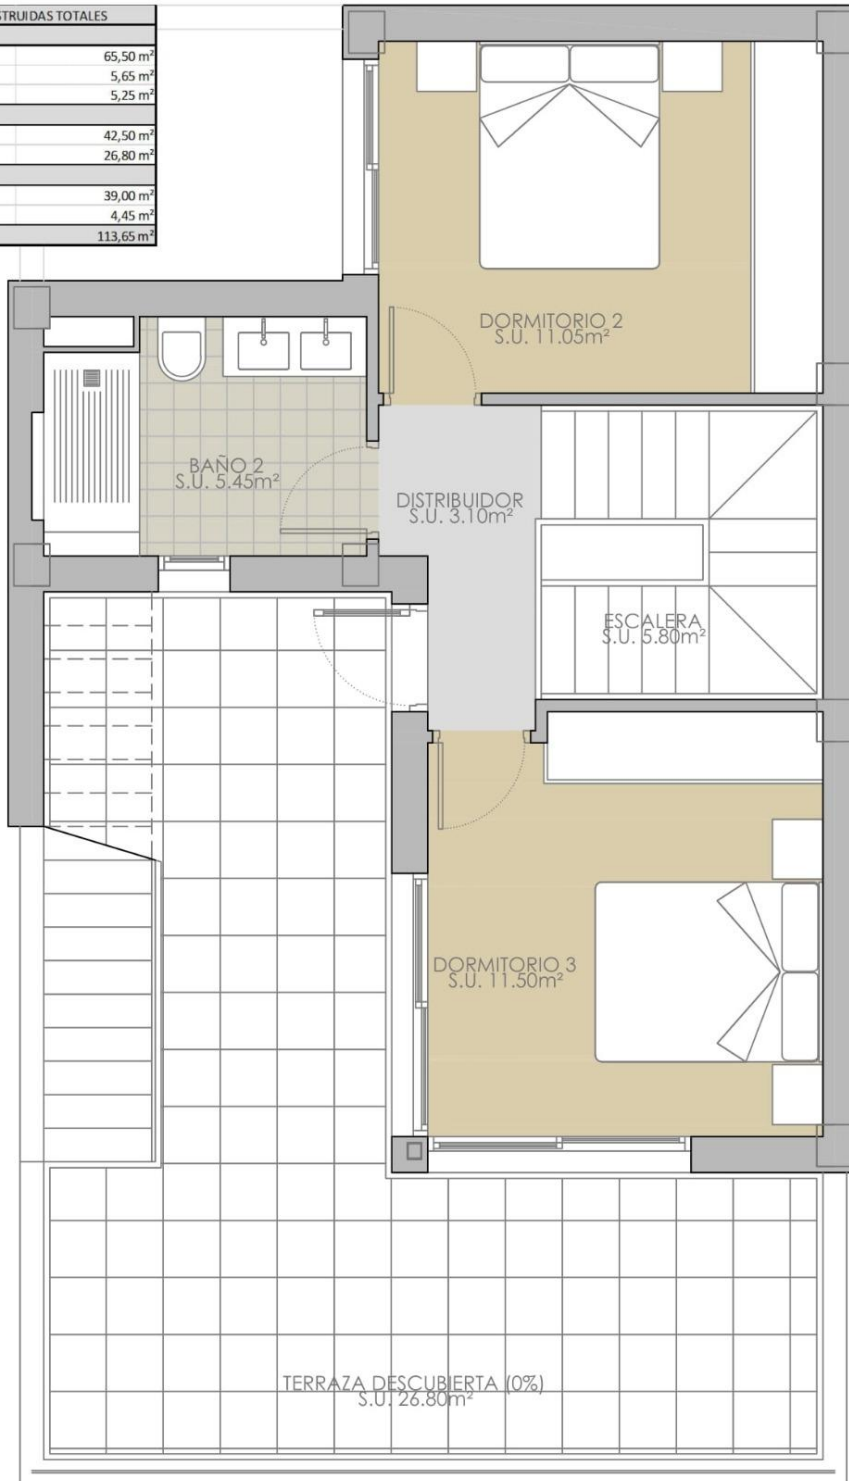 STRUIDAS TOTALES
65,50 m²
5,65 m²
5,25 m²
42,50 m²
26,80 m²
39,00 m²
4,45 m²
113,65 m²
DORMITORIO 2
S.U. 11.05m²
BAÑO 2
S.U. 5.45m²
DISTRIBUIDOR
S.U. 3.10m²
ESCALERA
S.U. 5.80m²
DORMITORIO 3
S.U. 11.50m²
TERRAZA DESCUBIERTA (0%)
S.U. 26.80m²